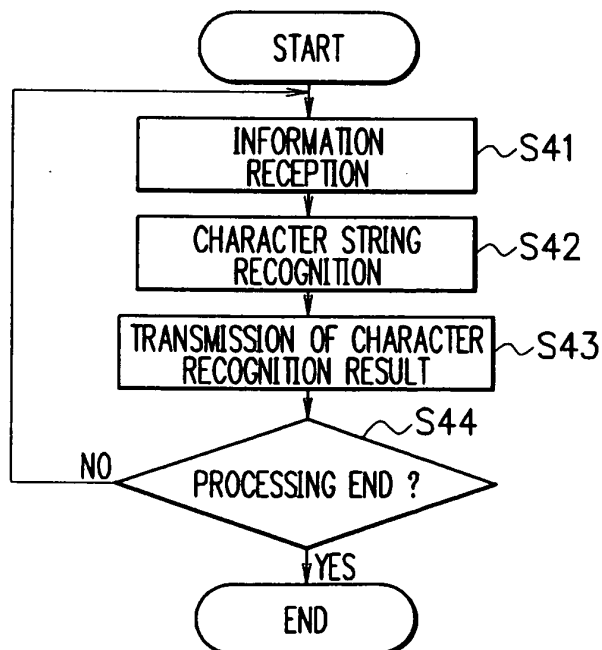 START
INFORMATION
RECEPTION
S41
CHARACTER STRING
RECOGNITION
S42
TRANSMISSION OF CHARACTER
RECOGNITION RESULT
S43
S44
NO
PROCESSING END ?
YES
END